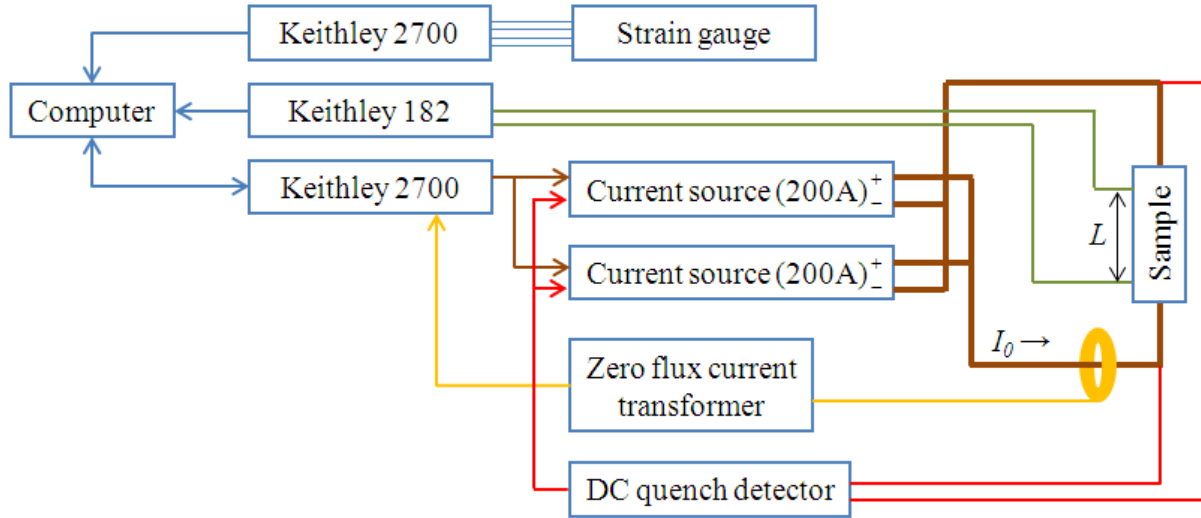 Keithley 2700
Strain gauge
Computer
Keithley 182
Keithley 2700
Current source (200A) + −
Current source (200A) + −
L
Sample
I₀ →
Zero flux current
transformer
DC quench detector